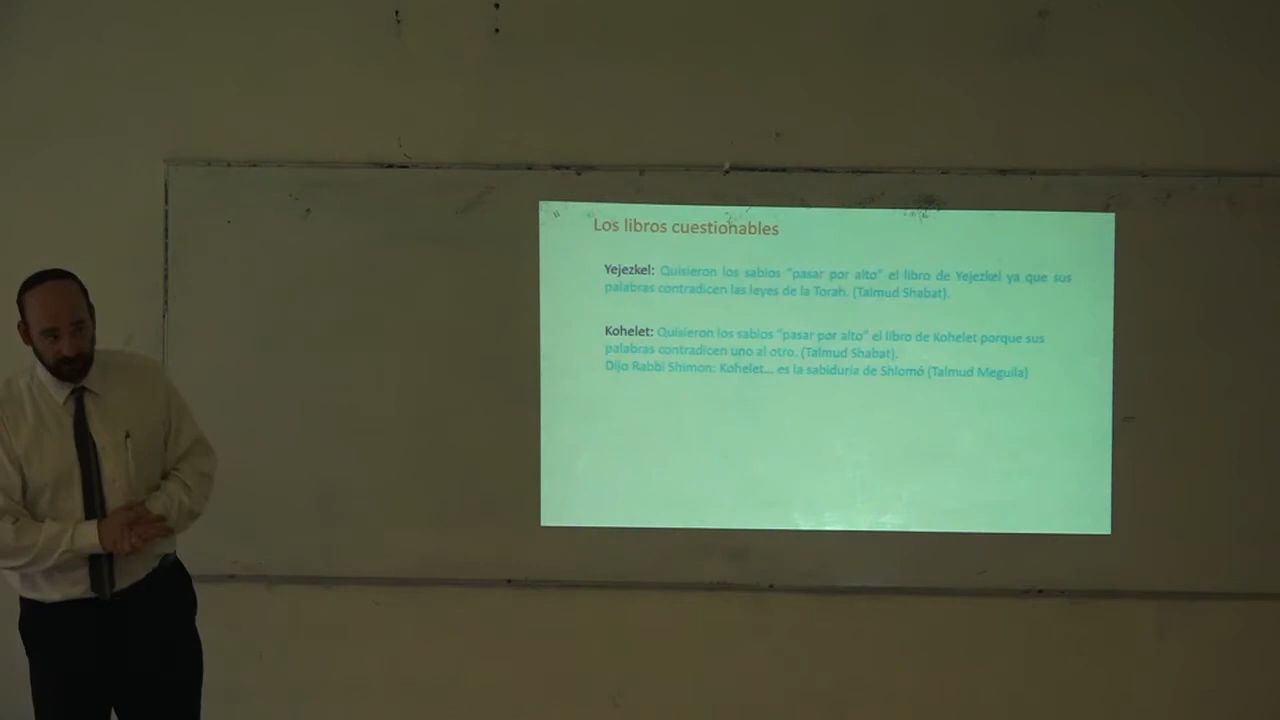 Los libros cuestionables
Yejezkel: Quisieron los sabios "pasar por alto" el libro de Yejezkel ya que sus
palabras contradicen las leyes de la Torah. (Talmud Shabat).
Kohelet: Quisieron los sabios "pasar por alto" el libro de Kohelet porque sus
palabras contradicen uno al otro. (Talmud Shabat).
Dijo Rabbi Shimon: Kohelet... es la sabiduría de Shlomó (Talmud Meguila)